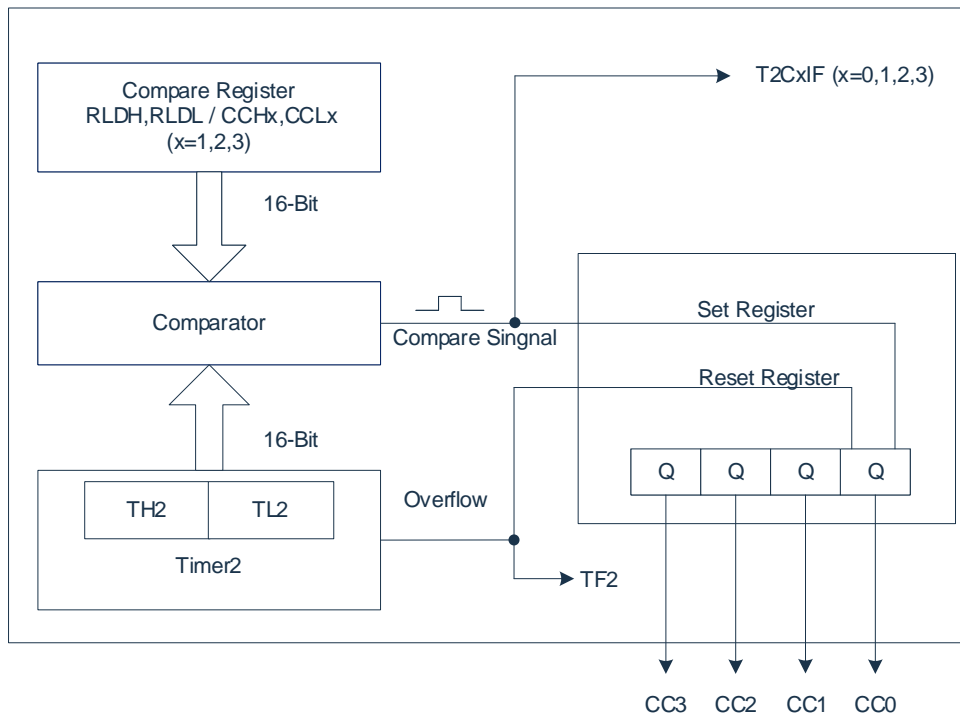 Compare Register
RLDH,RLDL / CCHx,CCLx
(x=1,2,3)
T2CxIF (x=0,1,2,3)
16-Bit
Comparator
Compare Singnal
Set Register
Reset Register
16-Bit
TH2
TL2
Timer2
Overflow
TF2
Q
Q
Q
Q
CC3
CC2
CC1
CC0